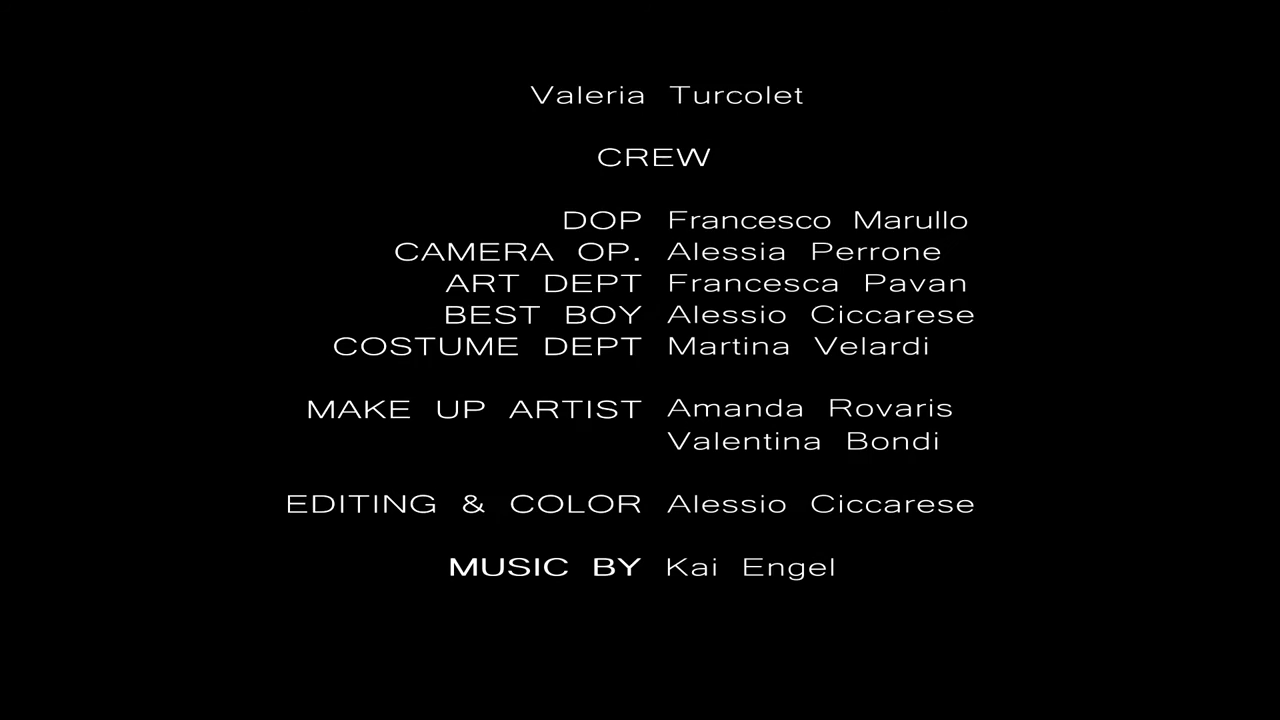 Valeria Turcolet
CREW
DOP Francesco Marullo
CAMERA OP. Alessia Perrone
ART DEPT Francesca Pavan
BEST BOY Alessio Ciccarese
COSTUME DEPT Martina Velardi
MAKE UP ARTIST Amanda Rovaris
Valentina Bondi
EDITING & COLOR Alessio Ciccarese
MUSIC BY Kai Engel